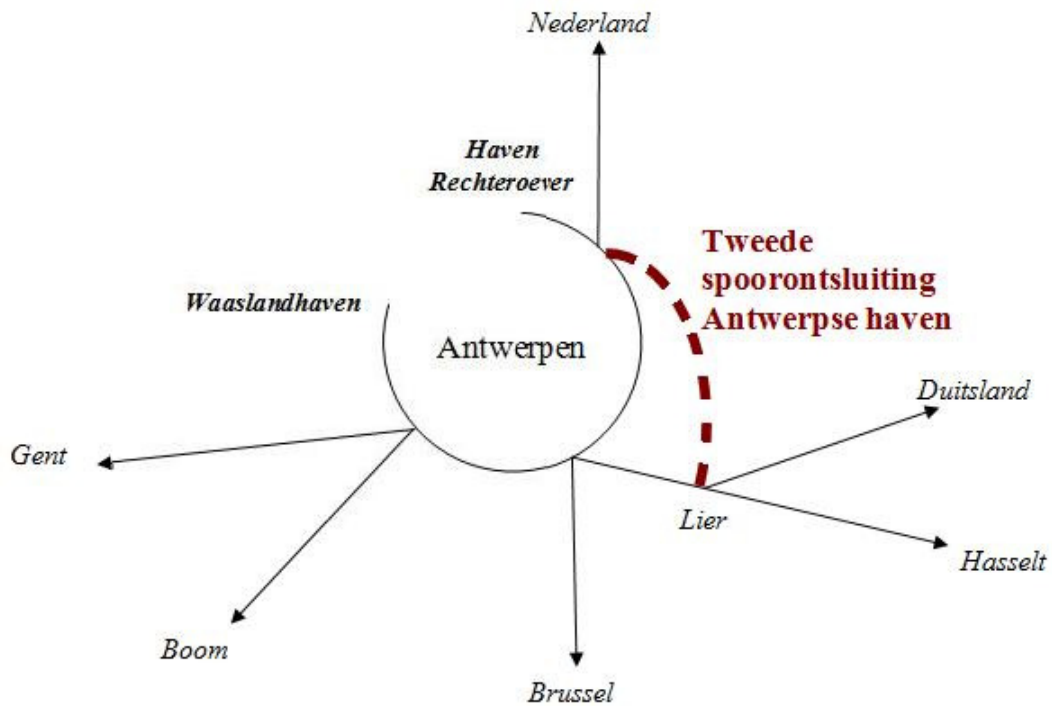 Nederland
Haven
Rechteroever
Tweede
spoorontsluiting
Antwerpse haven
Waaslandhaven
Antwerpen
Duitsland
Gent
Lier
Hasselt
Boom
Brussel